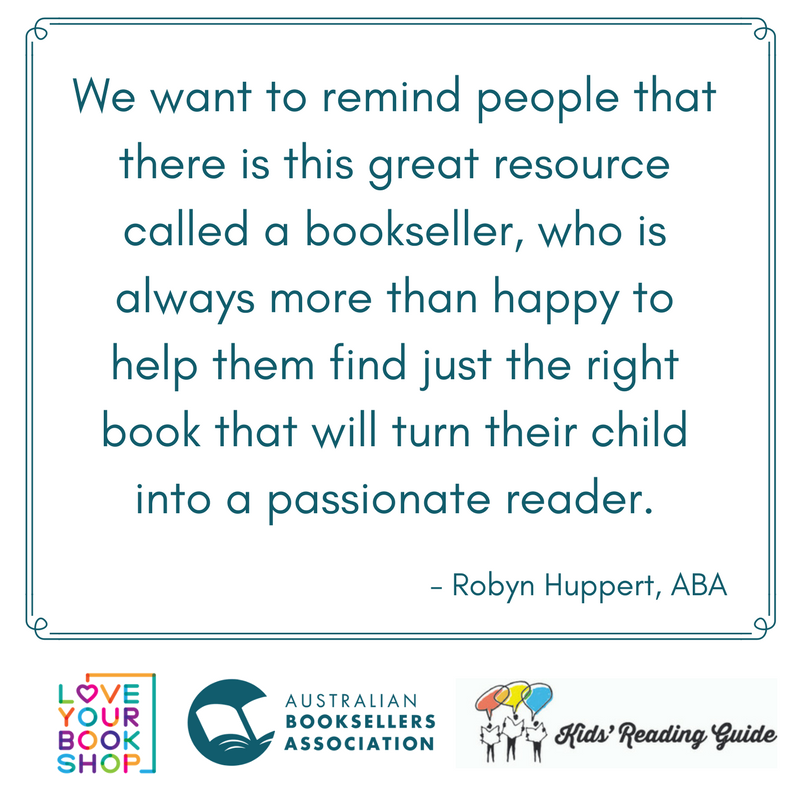 We want to remind people that
there is this great resource
called a bookseller, who is
always more than happy to
help them find just the right
book that will turn their child
into a passionate reader.
– Robyn Huppert, ABA
LOVE
YOUR
BOOK
SHOP
AUSTRALIAN
BOOKSELLERS
ASSOCIATION
Kids' Reading Guide